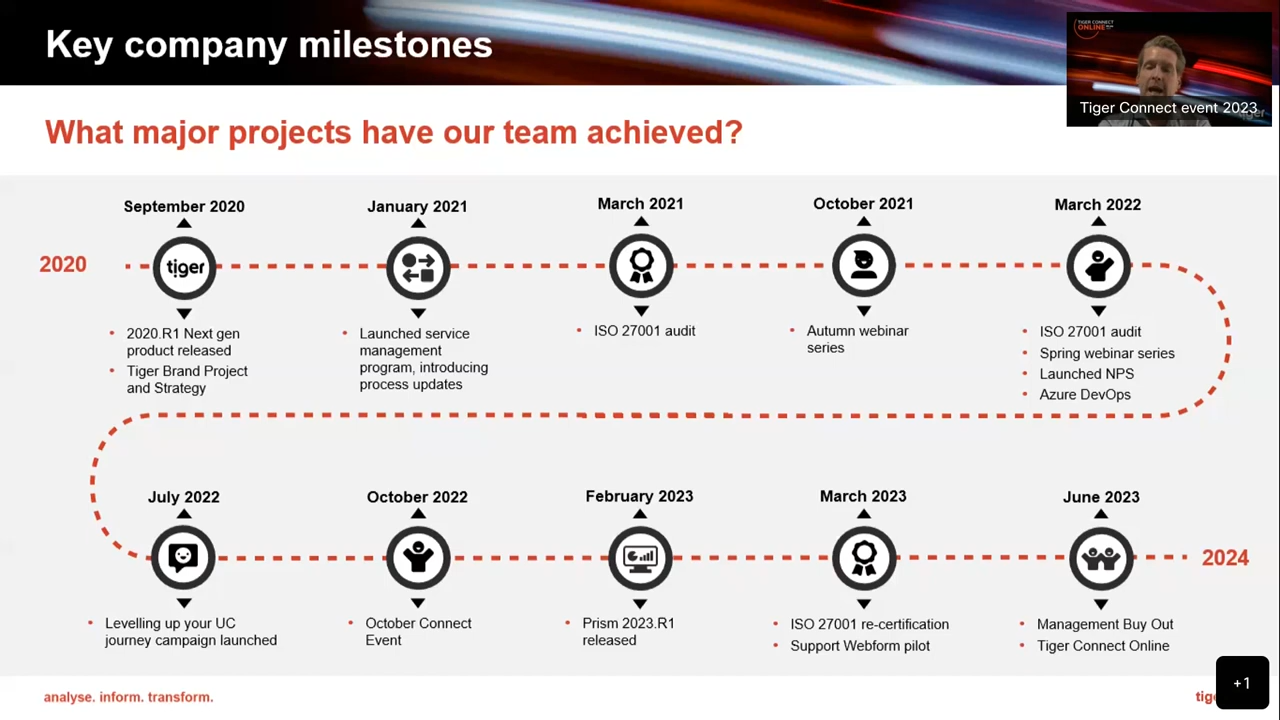 Key company milestones
TIGER CONNECT
ONLINE
Tiger Connect event 2023
What major projects have our team achieved?
September 2020
January 2021
March 2021
October 2021
March 2022
2020
tiger
2020.R1 Next gen
product released
Tiger Brand Project
and Strategy
Launched service
management
program, introducing
process updates
ISO 27001 audit
Autumn webinar
series
ISO 27001 audit
Spring webinar series
Launched NPS
Azure DevOps
July 2022
October 2022
February 2023
March 2023
June 2023
2024
Levelling up your UC
journey campaign launched
October Connect
Event
Prism 2023.R1
released
ISO 27001 re-certification
Support Webform pilot
Management Buy Out
Tiger Connect Online
analyse. inform. transform.
+1